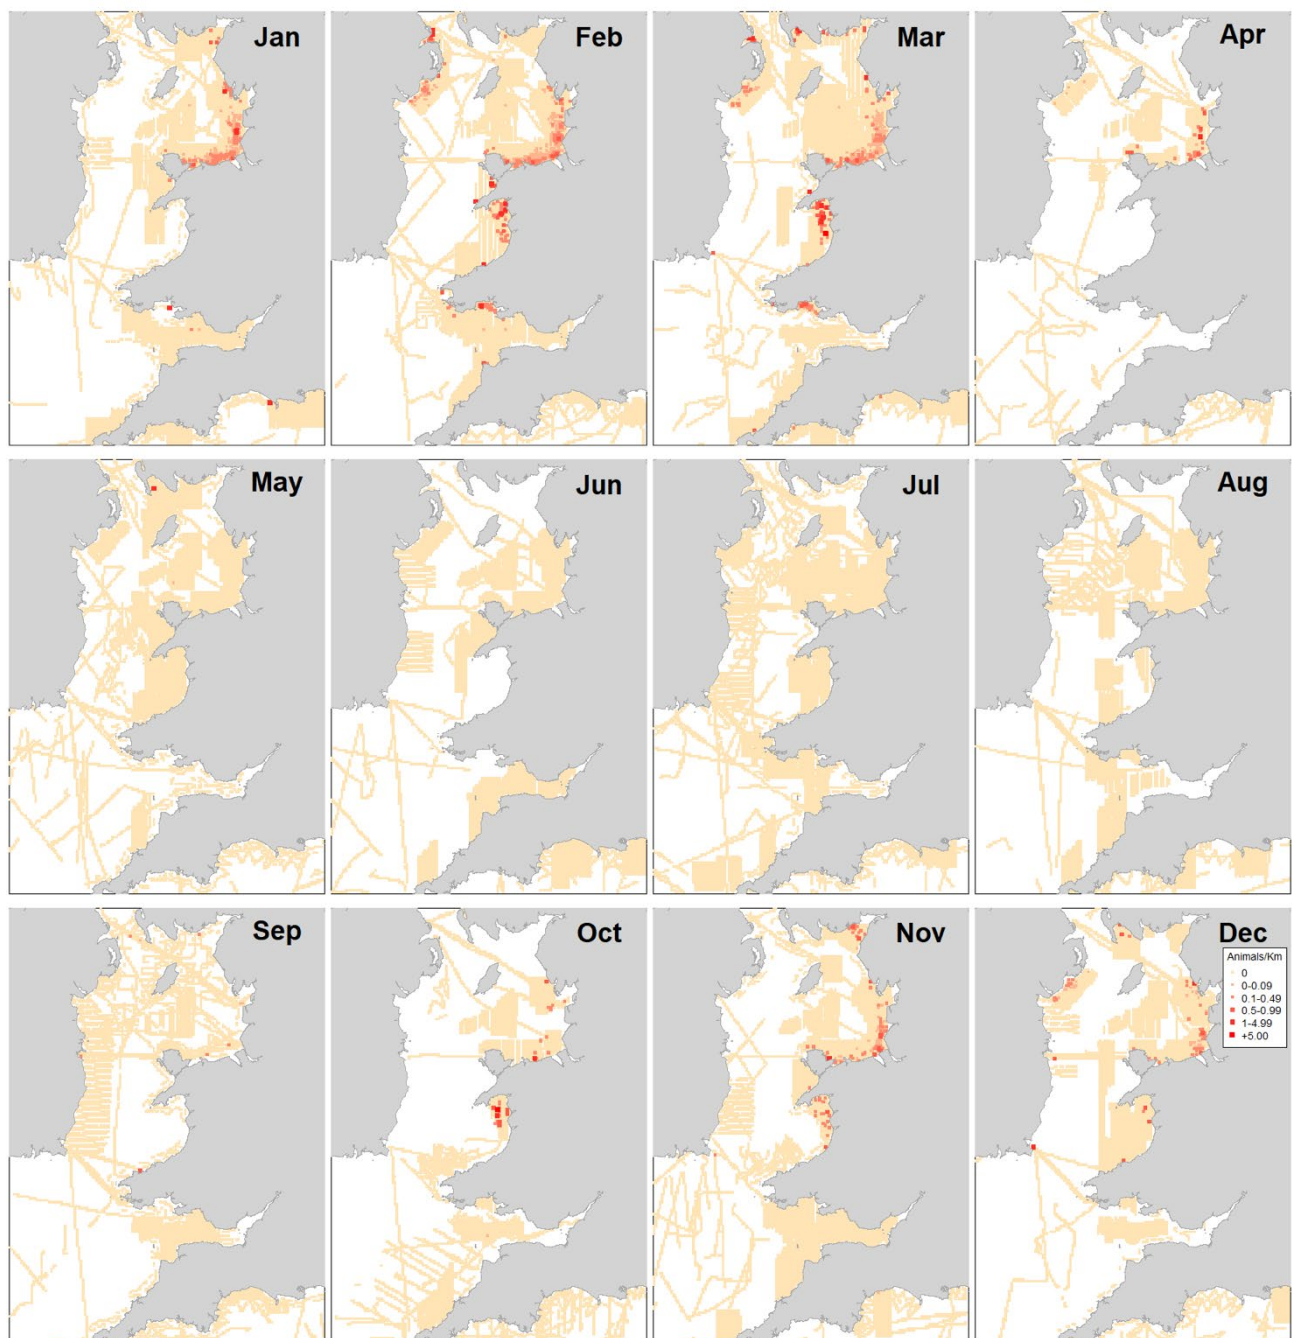 Jan
Feb
Mar
Apr
May
Jun
Jul
Aug
Sep
Oct
Nov
Dec
Animals/Km
0
0-0.09
0.1-0.49
0.5-0.99
1-4.99
+5.00